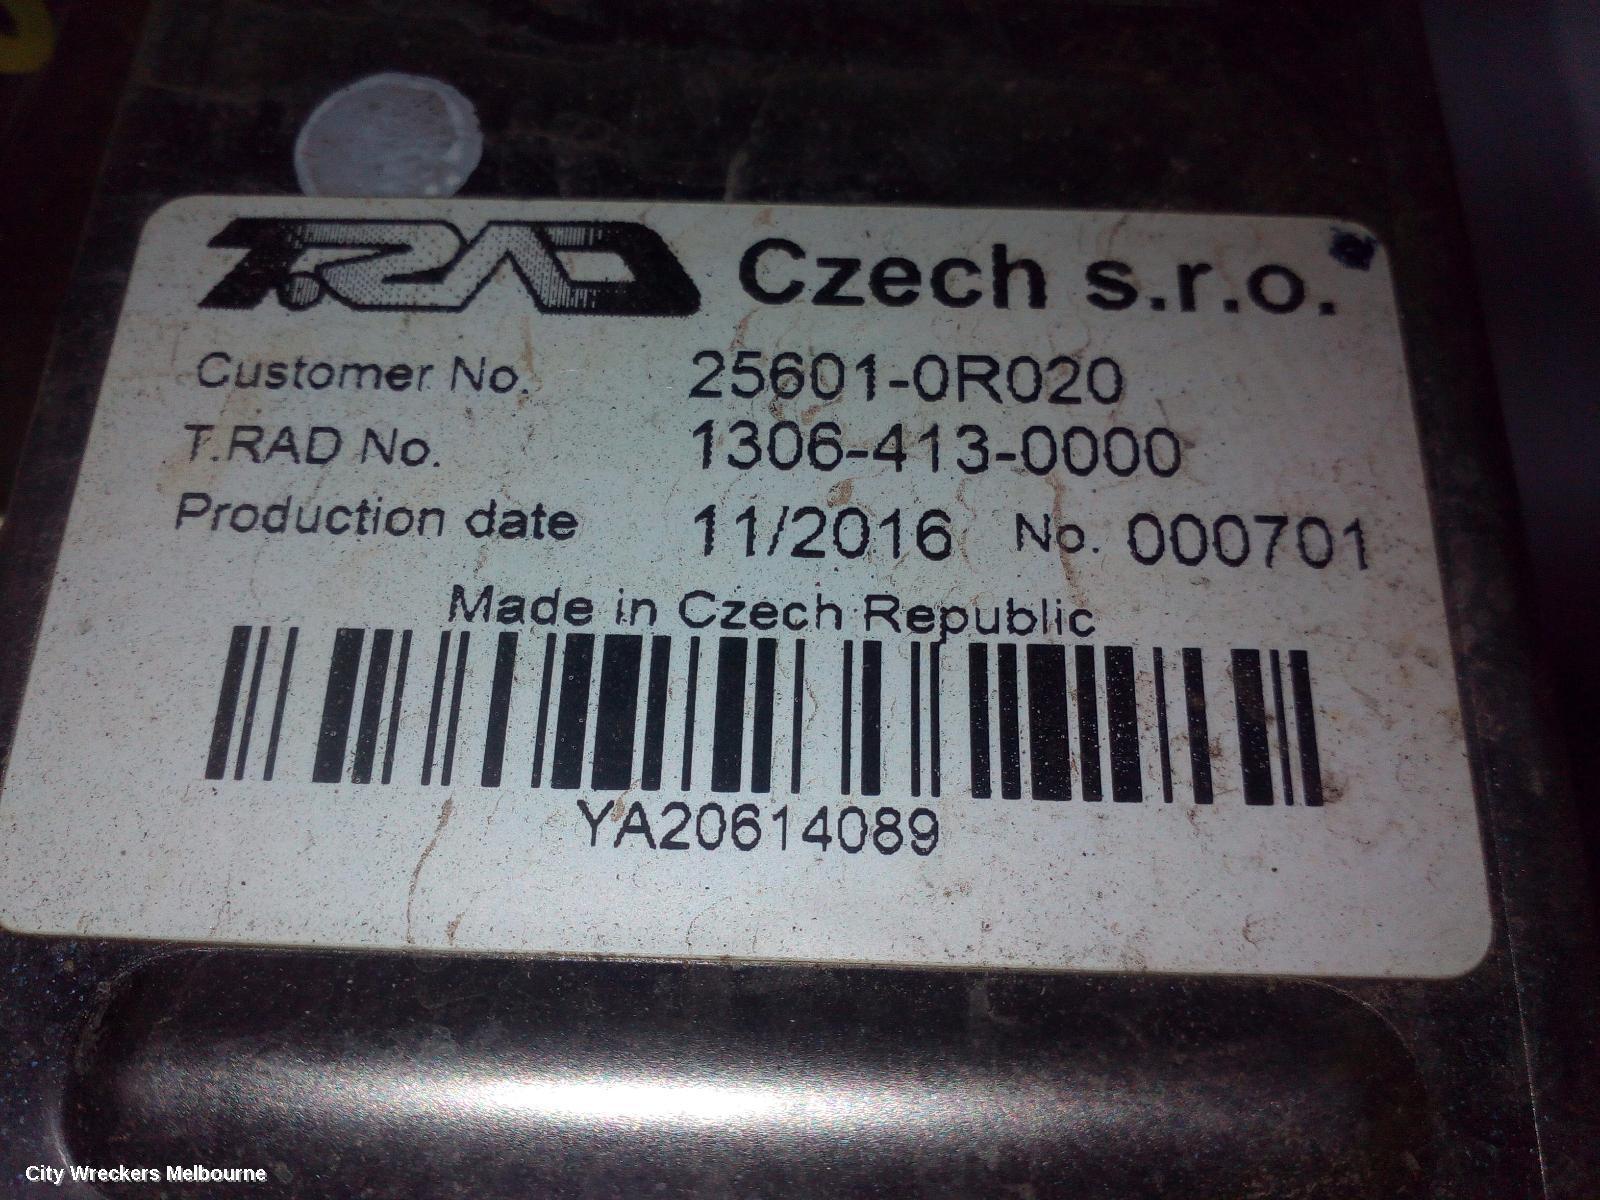 T.RAD Czech s.r.o.
Customer No. 25601-0R020
T.RAD No. 1306-413-0000
Production date 11/2016 No. 000701
Made in Czech Republic
YA20614089
City Wreckers Melbourne